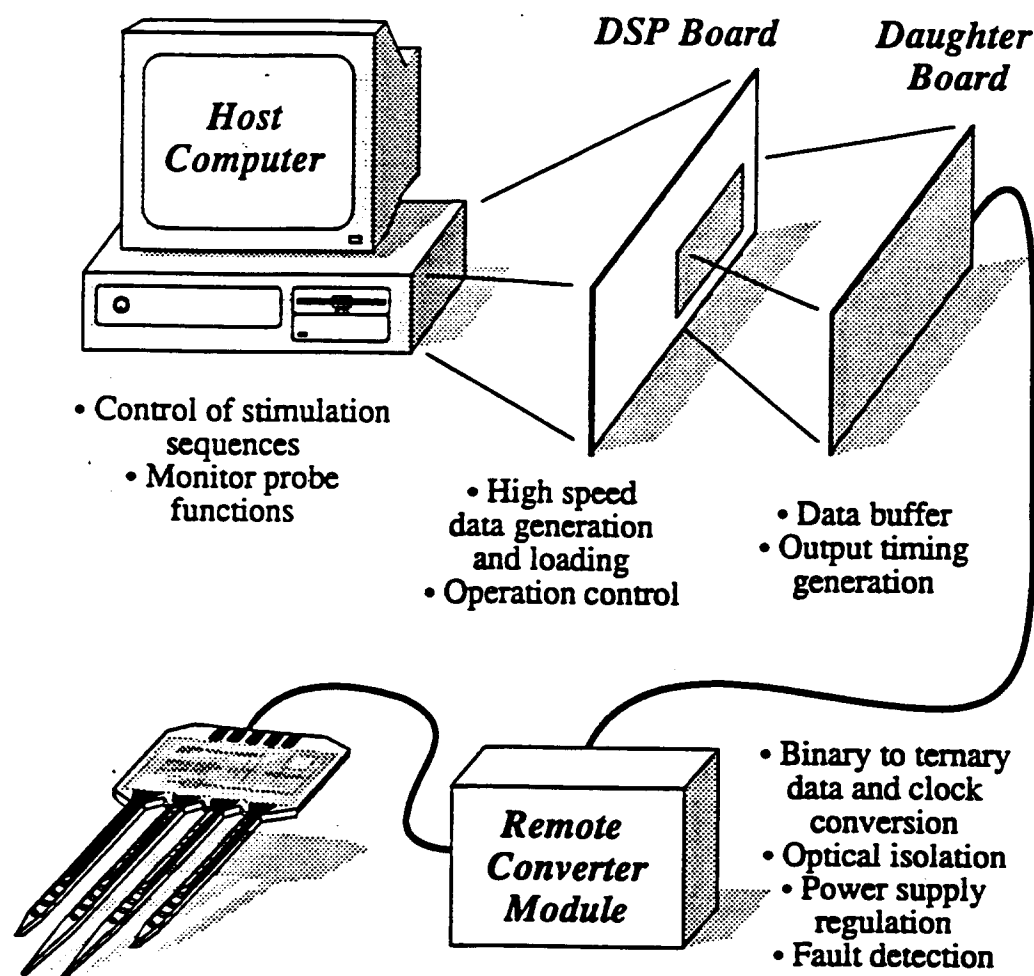 DSP Board
Daughter
Board
Host
Computer
• Control of stimulation
sequences
• Monitor probe
functions
• High speed
data generation
and loading
• Operation control
• Data buffer
• Output timing
generation
Remote
Converter
Module
• Binary to ternary
data and clock
conversion
• Optical isolation
• Power supply
regulation
• Fault detection